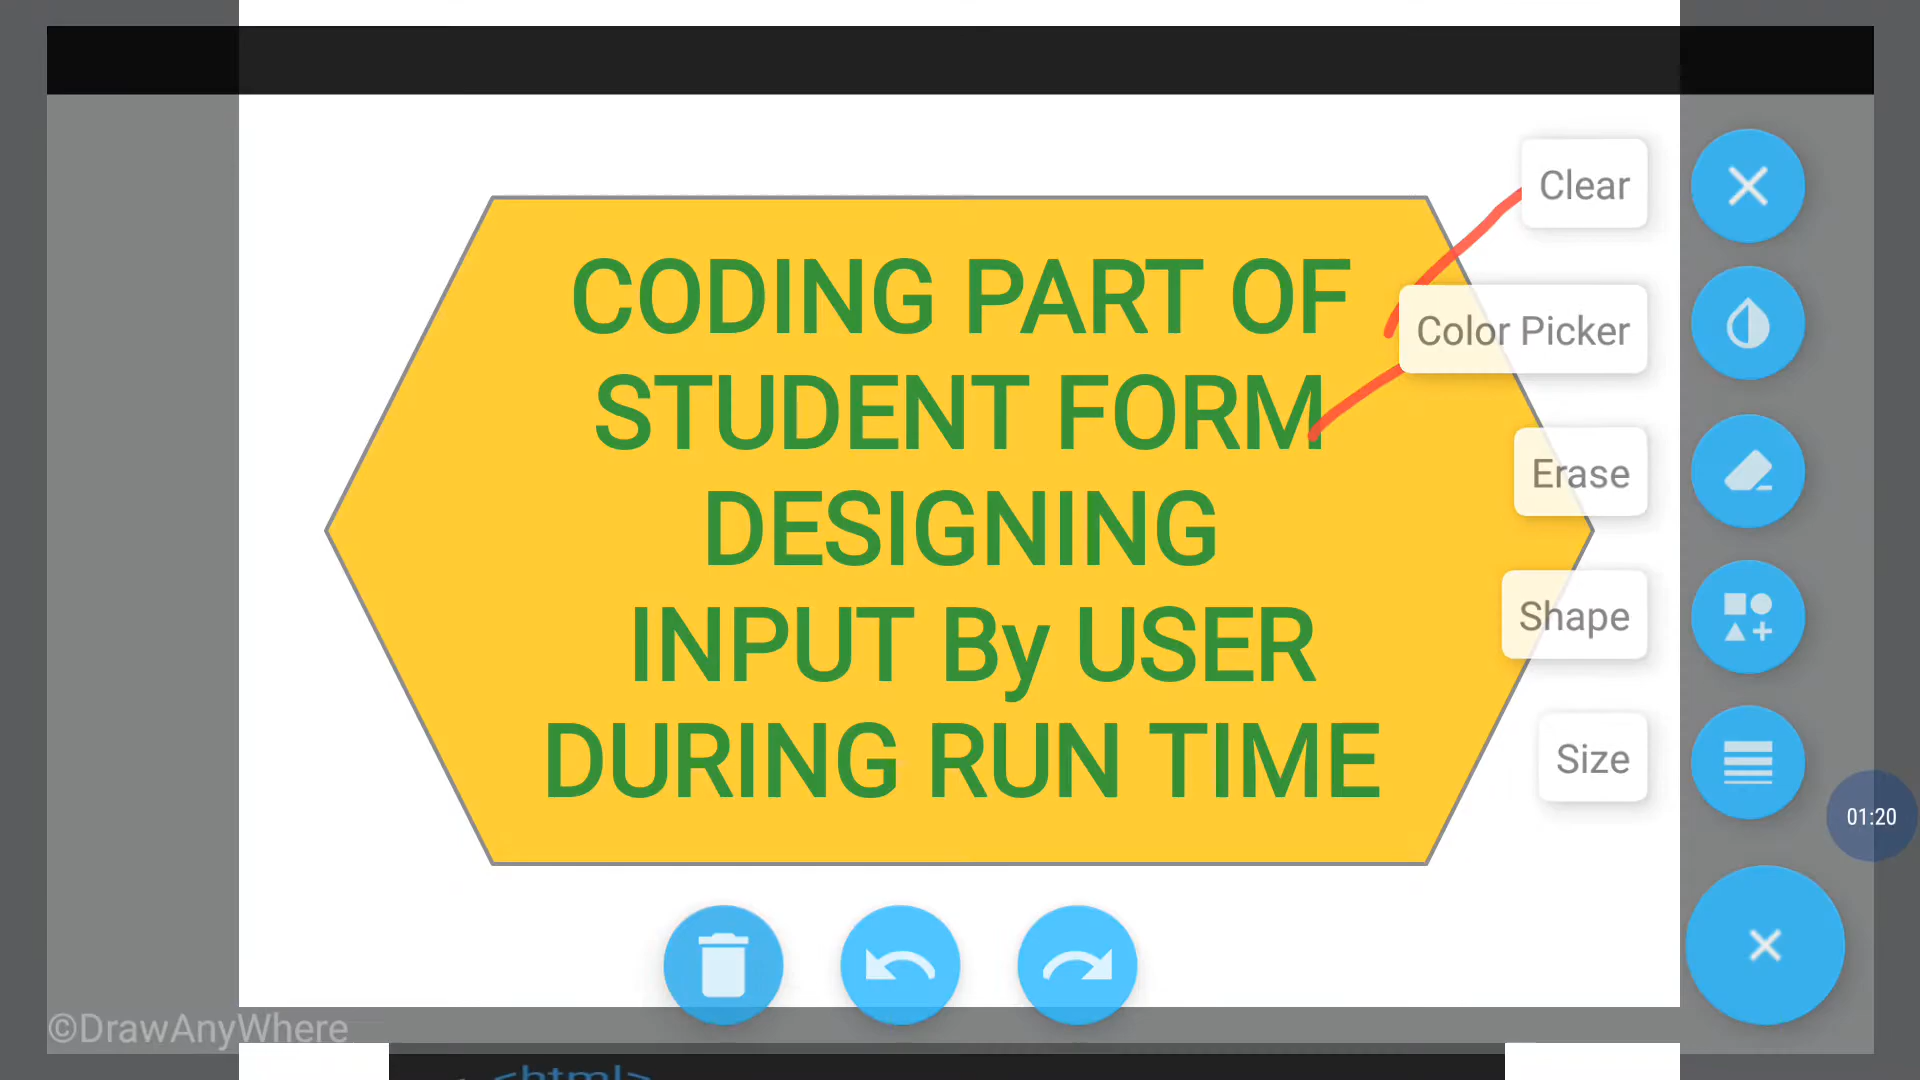 Clear
CODING PART OF
Color Picker
STUDENT FORM
Erase
DESIGNING
INPUT By USER
Shape
DURING RUN TIME
Size
01:20
©DrawAnyWhere
<html>